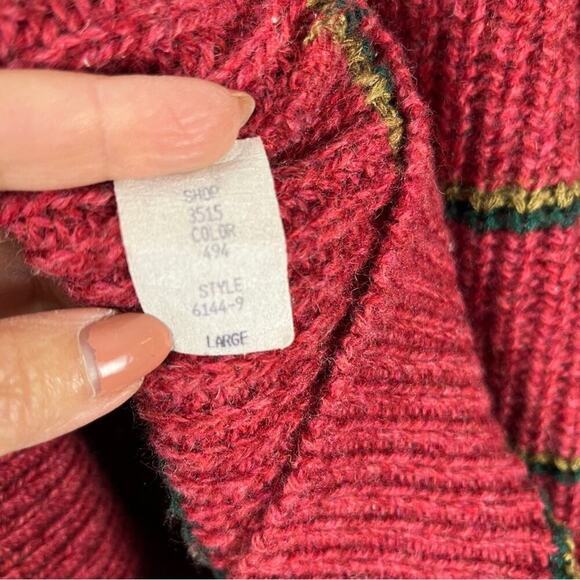 SHOP
3515
COLOR
494
STYLE
6144-9
LARGE